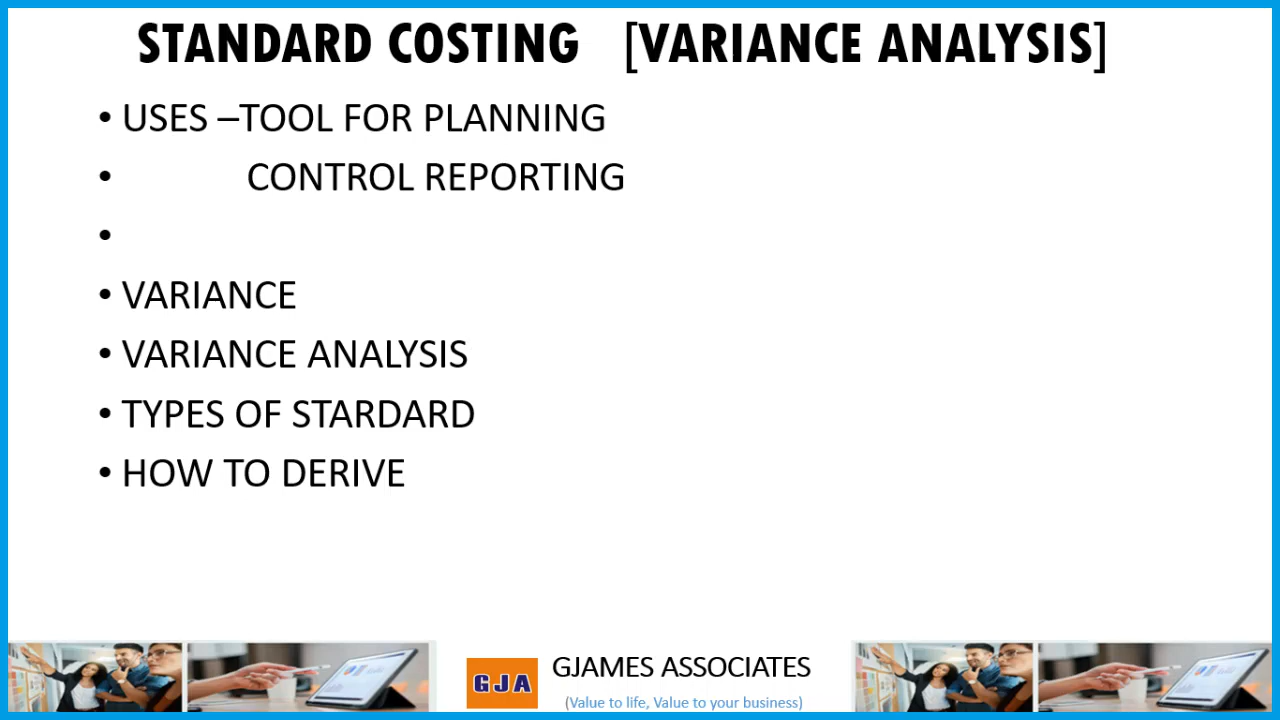 STANDARD COSTING [VARIANCE ANALYSIS]
• USES –TOOL FOR PLANNING
• CONTROL REPORTING
•
• VARIANCE
• VARIANCE ANALYSIS
• TYPES OF STARDARD
• HOW TO DERIVE
GJA
GJAMES ASSOCIATES
(Value to life, Value to your business)